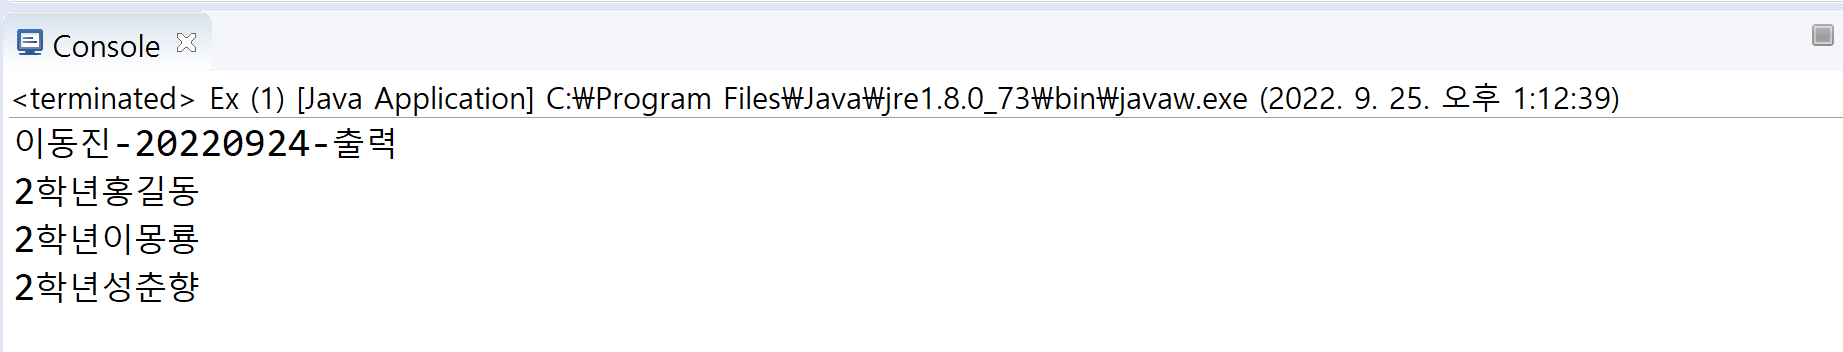 Console
<terminated> Ex (1) [Java Application] C:₩Program Files₩Java₩jre1.8.0_73₩bin₩javaw.exe (2022. 9. 25. 오후 1:12:39)
이동진-20220924-출력
2학년홍길동
2학년이몽룡
2학년성춘향